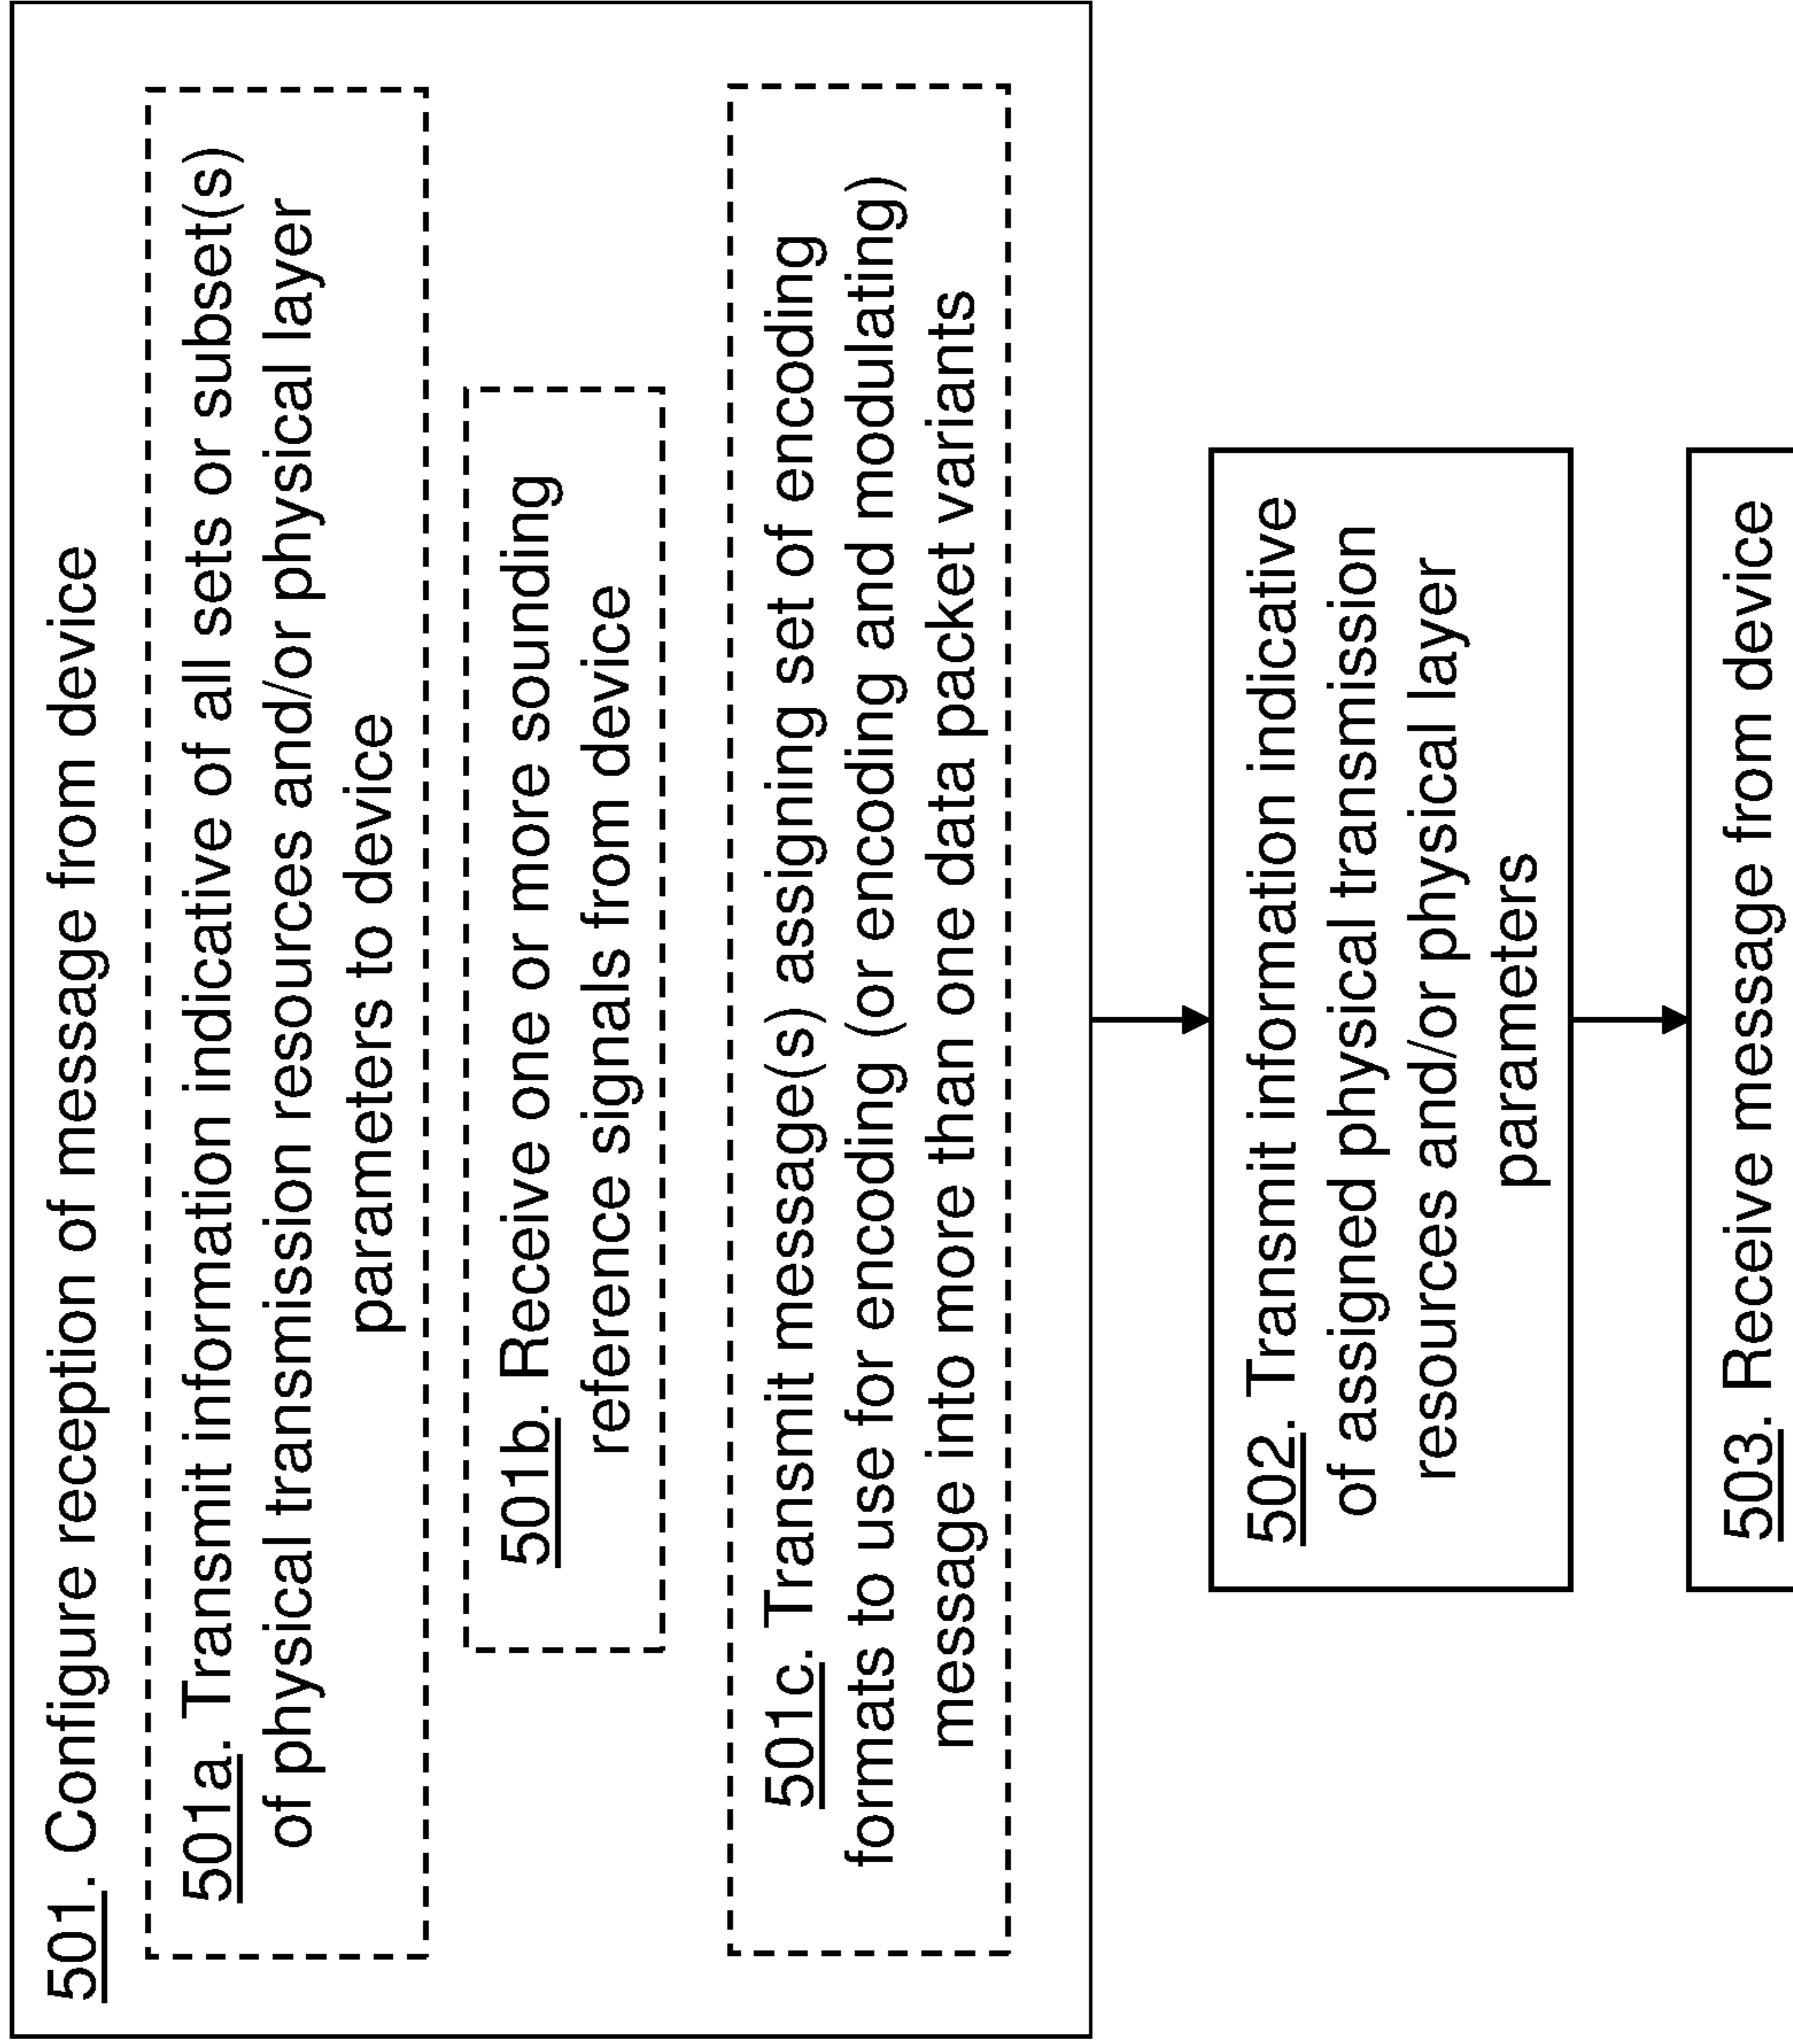 501. Configure reception of message from device
501a. Transmit information indicative of all sets or subset(s)
of physical transmission resources and/or physical layer
parameters to device
501b. Receive one or more sounding
reference signals from device
501c. Transmit message(s) assigning set of encoding
formats to use for encoding (or encoding and modulating)
message into more than one data packet variants
502. Transmit information indicative
of assigned physical transmission
resources and/or physical layer
parameters
503. Receive message from device